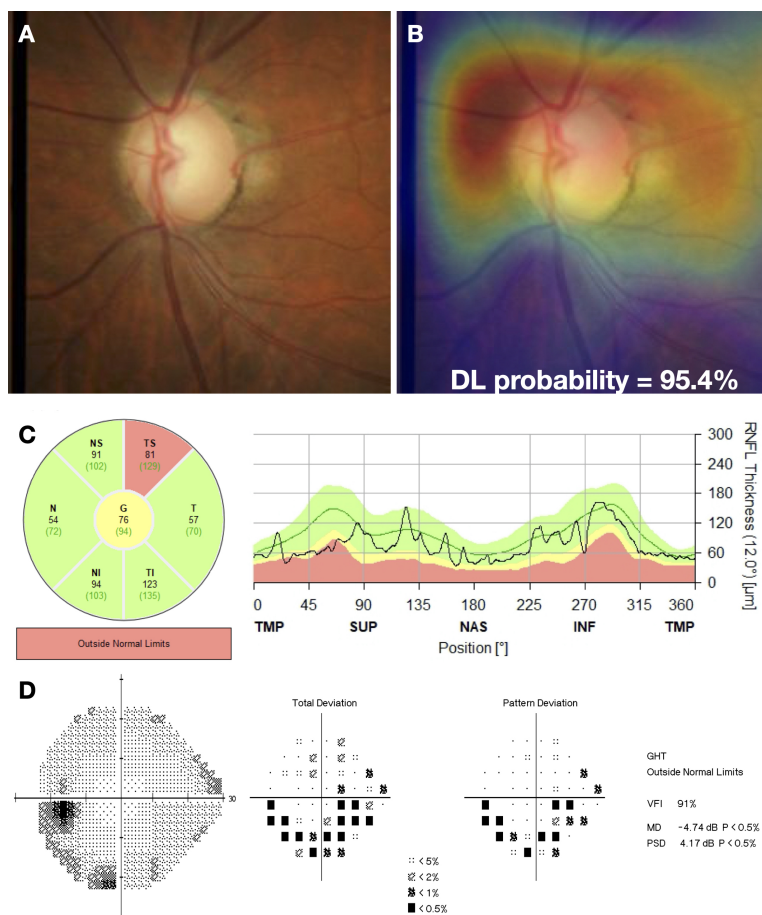 A
B
DL probability = 95.4%
C
NS
91
(102)
TS
81
(129)
N
54
(72)
G
76
(94)
T
57
(70)
NI
94
(103)
TI
123
(135)
Outside Normal Limits
300
240
180
120
60
0
RNFL Thickness (12.0°) [µm]
0 45 90 135 180 225 270 315 360
TMP SUP NAS INF TMP
Position [°]
D
30
Total Deviation
Pattern Deviation
GHT
Outside Normal Limits
VFI 91%
MD -4.74 dB P < 0.5%
PSD 4.17 dB P < 0.5%
< 5%
< 2%
< 1%
< 0.5%